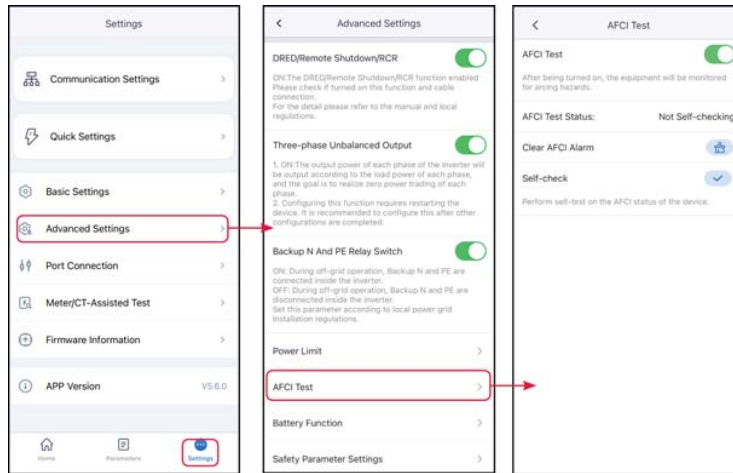 Settings
Communication Settings
Quick Settings
Basic Settings
Advanced Settings
Port Connection
Meter/CT-Assisted Test
Firmware Information
APP Version V5.6.0
Home Parameters Settings
Advanced Settings
DRED/Remote Shutdown/RCR
ON:The DRED/Remote Shutdown/RCR function enabled
Please check if turned on this function and cable
connection.
For the detail please refer to the manual and local
regulations.
Three-phase Unbalanced Output
1. ON:The output power of each phase of the inverter will
be output according to the load power of each phase,
and the goal is to realize zero power trading of each
phase.
2. Configuring this function requires restarting the
device. It is recommended to configure this after other
configurations are completed.
Backup N And PE Relay Switch
ON: During off-grid operation, Backup N and PE are
connected inside the inverter.
OFF: During off-grid operation, Backup N and PE are
disconnected inside the inverter.
Set this parameter according to local power grid
installation regulations.
Power Limit
AFCI Test
Battery Function
Safety Parameter Settings
AFCI Test
AFCI Test
After being turned on, the equipment will be monitored
for arcing hazards.
AFCI Test Status: Not Self-checking
Clear AFCI Alarm
Self-check
Perform self-test on the AFCI status of the device.